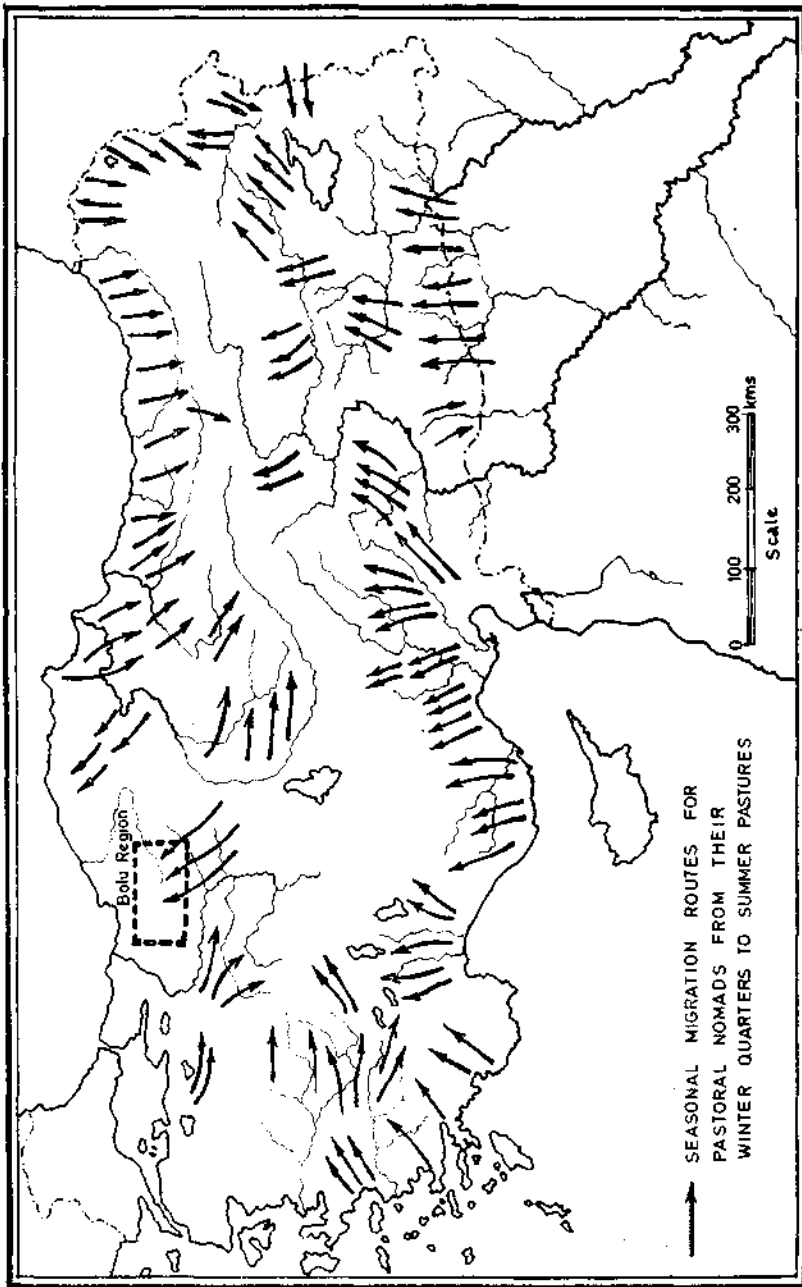 Bolu Region
0 100 200 300
kms
Scale
SEASONAL MIGRATION ROUTES FOR
PASTORAL NOMADS FROM THEIR
WINTER QUARTERS TO SUMMER PASTURES